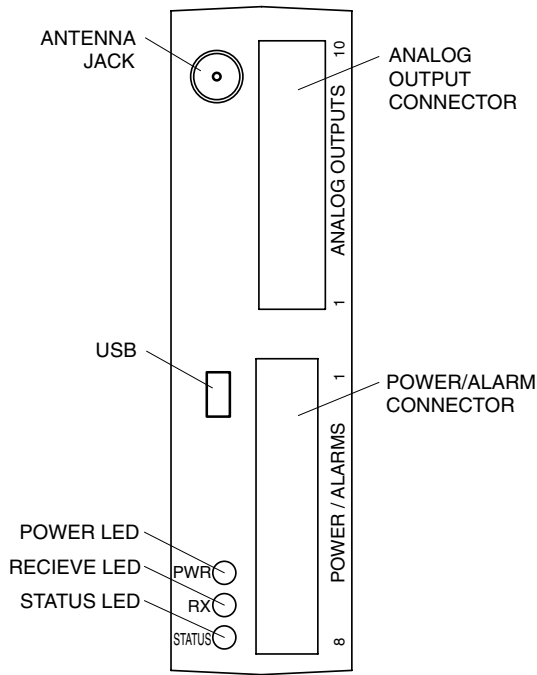 ANTENNA
JACK
10
ANALOG OUTPUTS
1
ANALOG
OUTPUT
CONNECTOR
USB
1
POWER / ALARMS
8
POWER/ALARM
CONNECTOR
POWER LED
PWR
RECIEVE LED
RX
STATUS LED
STATUS